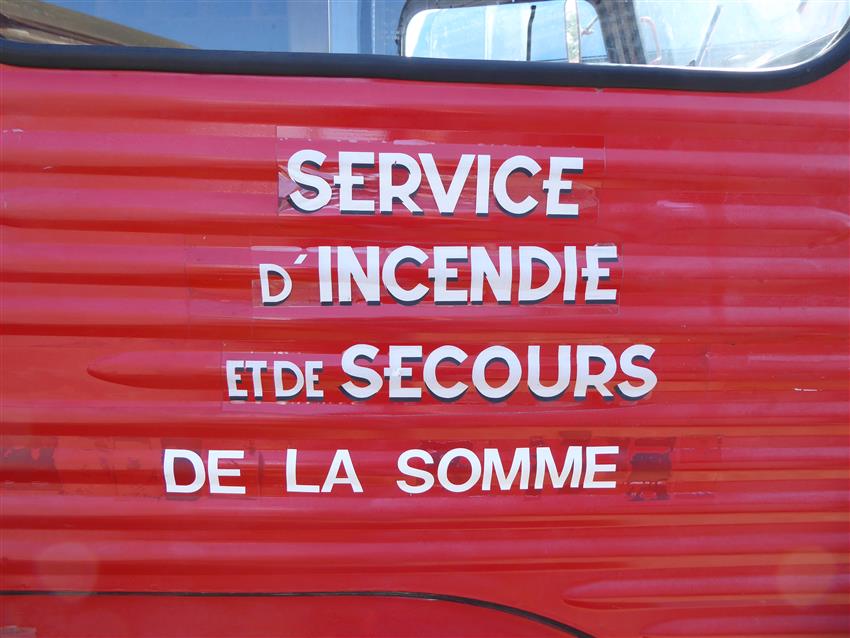 SERVICE
D'INCENDIE
ET DE SECOURS
DE LA SOMME